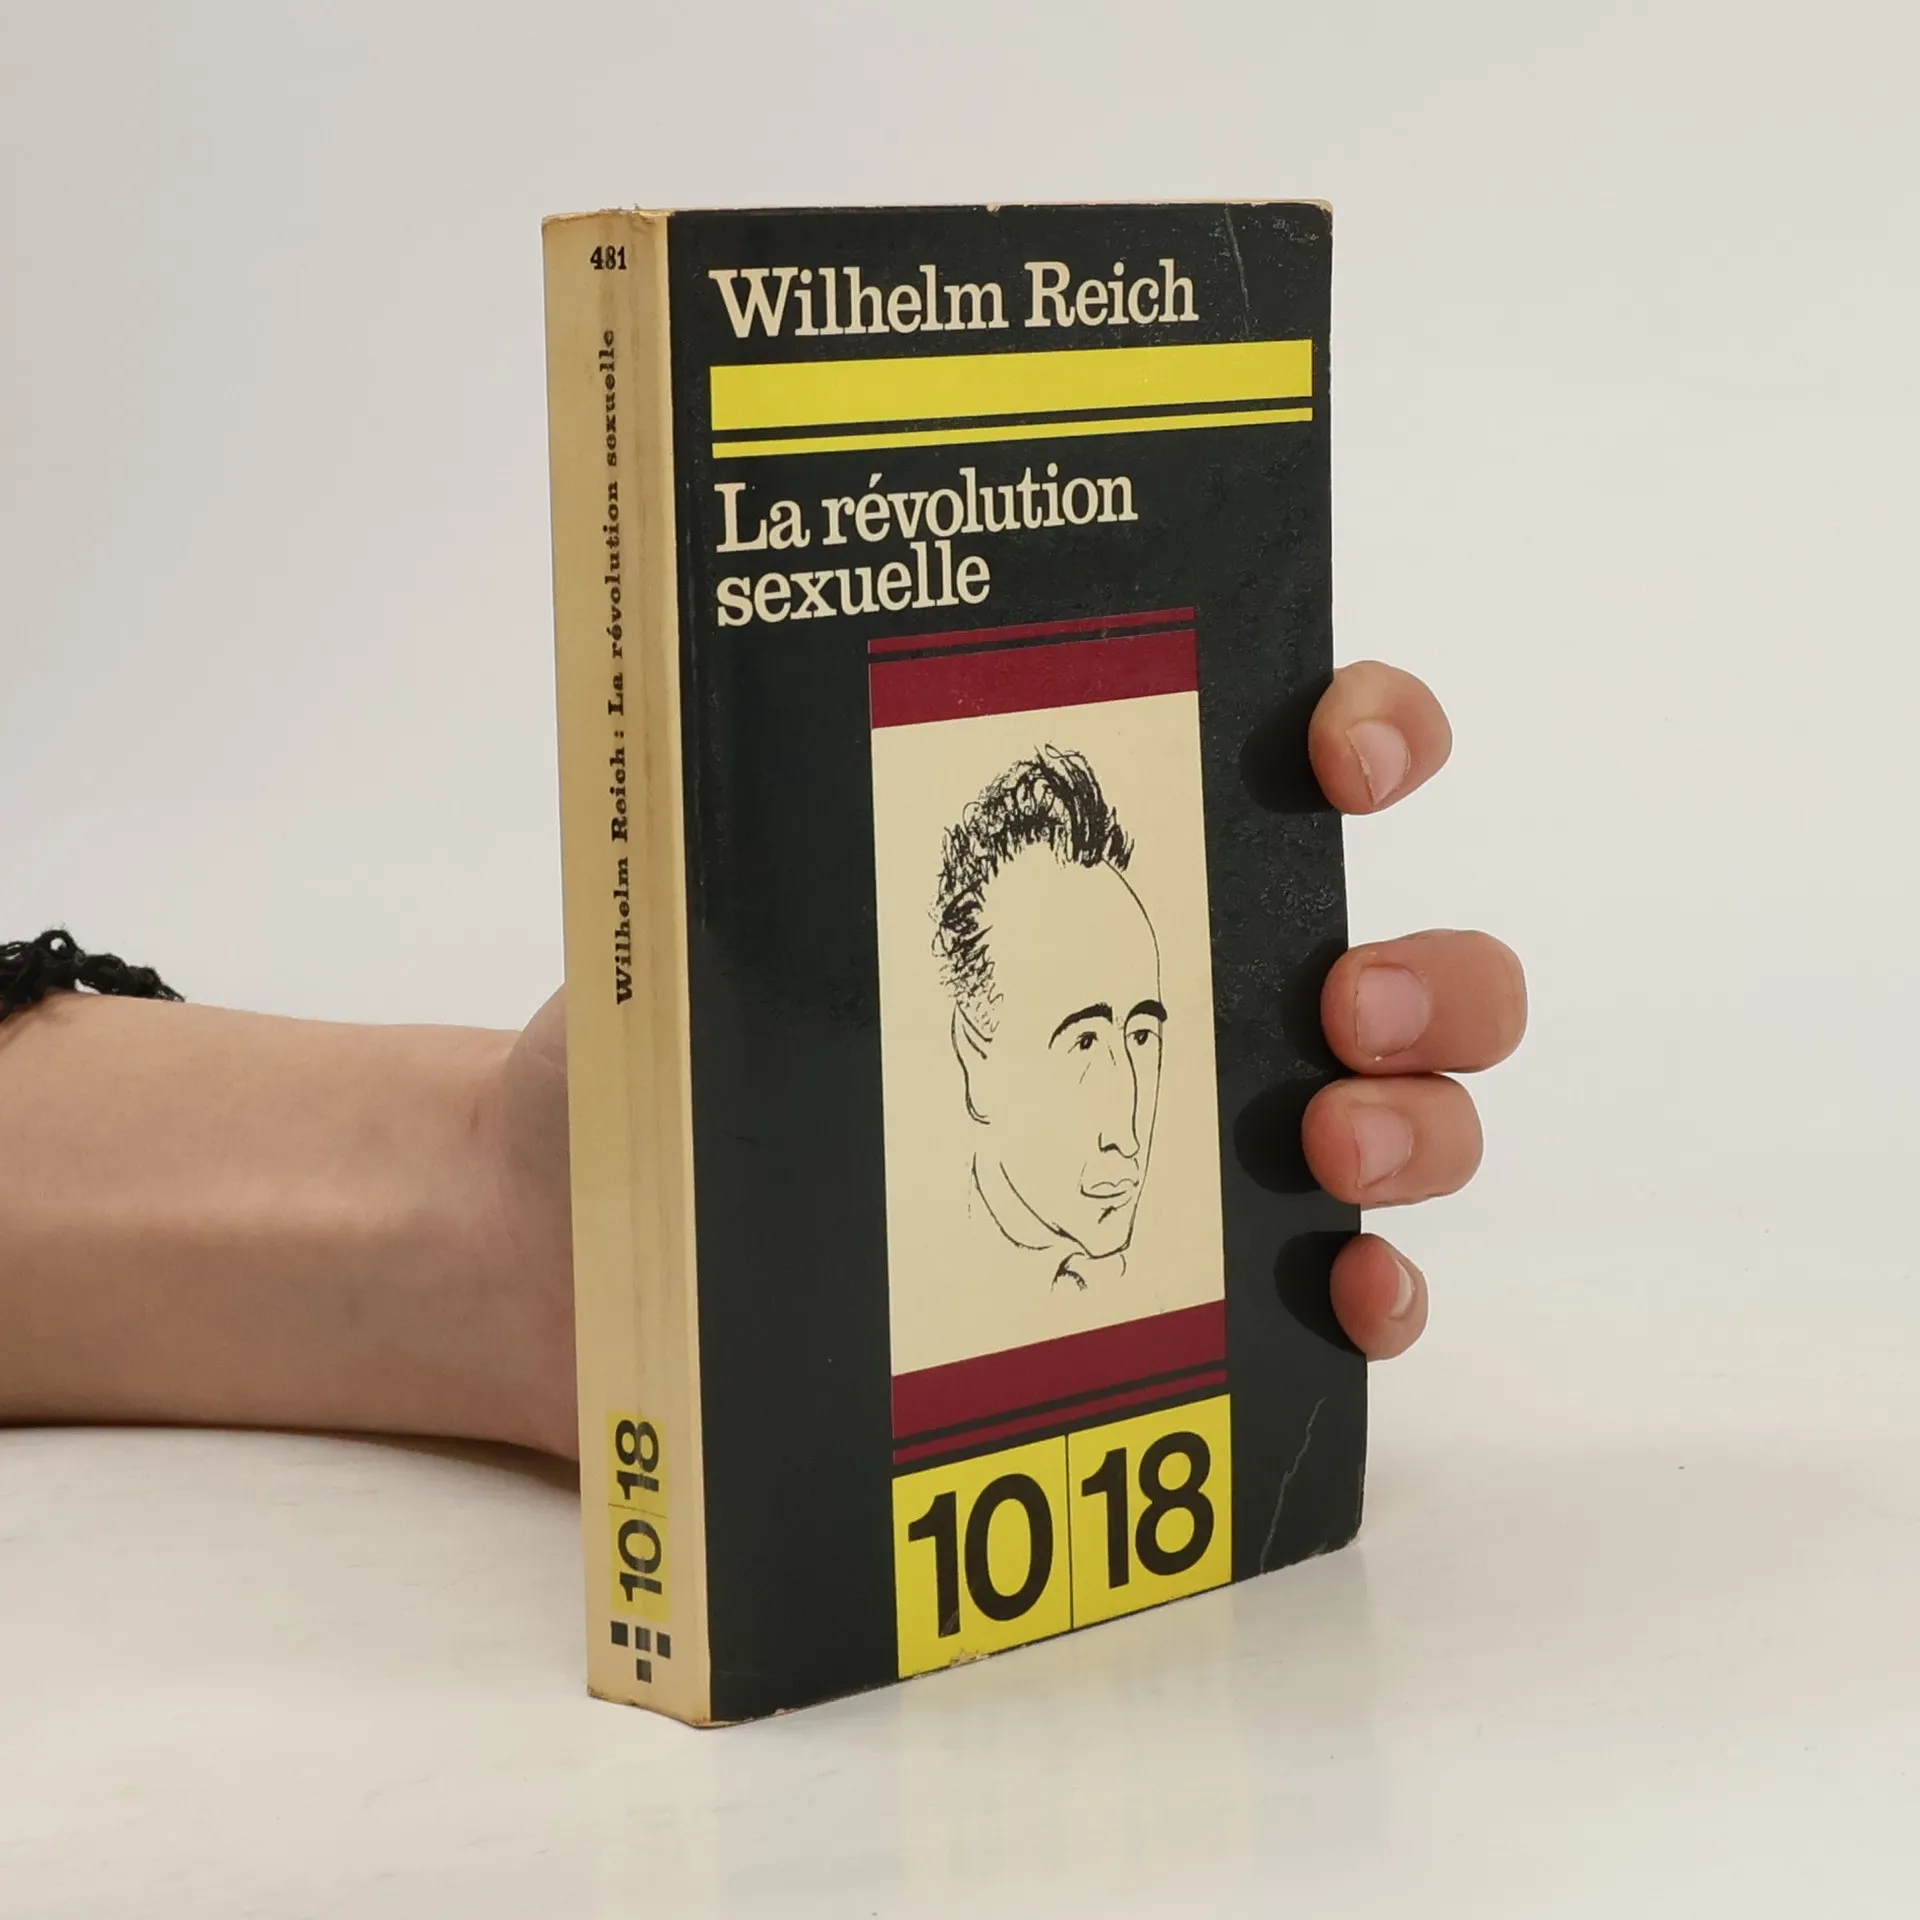 481
Wilhelm Reich : La révolution sexuelle
10 18
Wilhelm Reich
La révolution
sexuelle
10 18